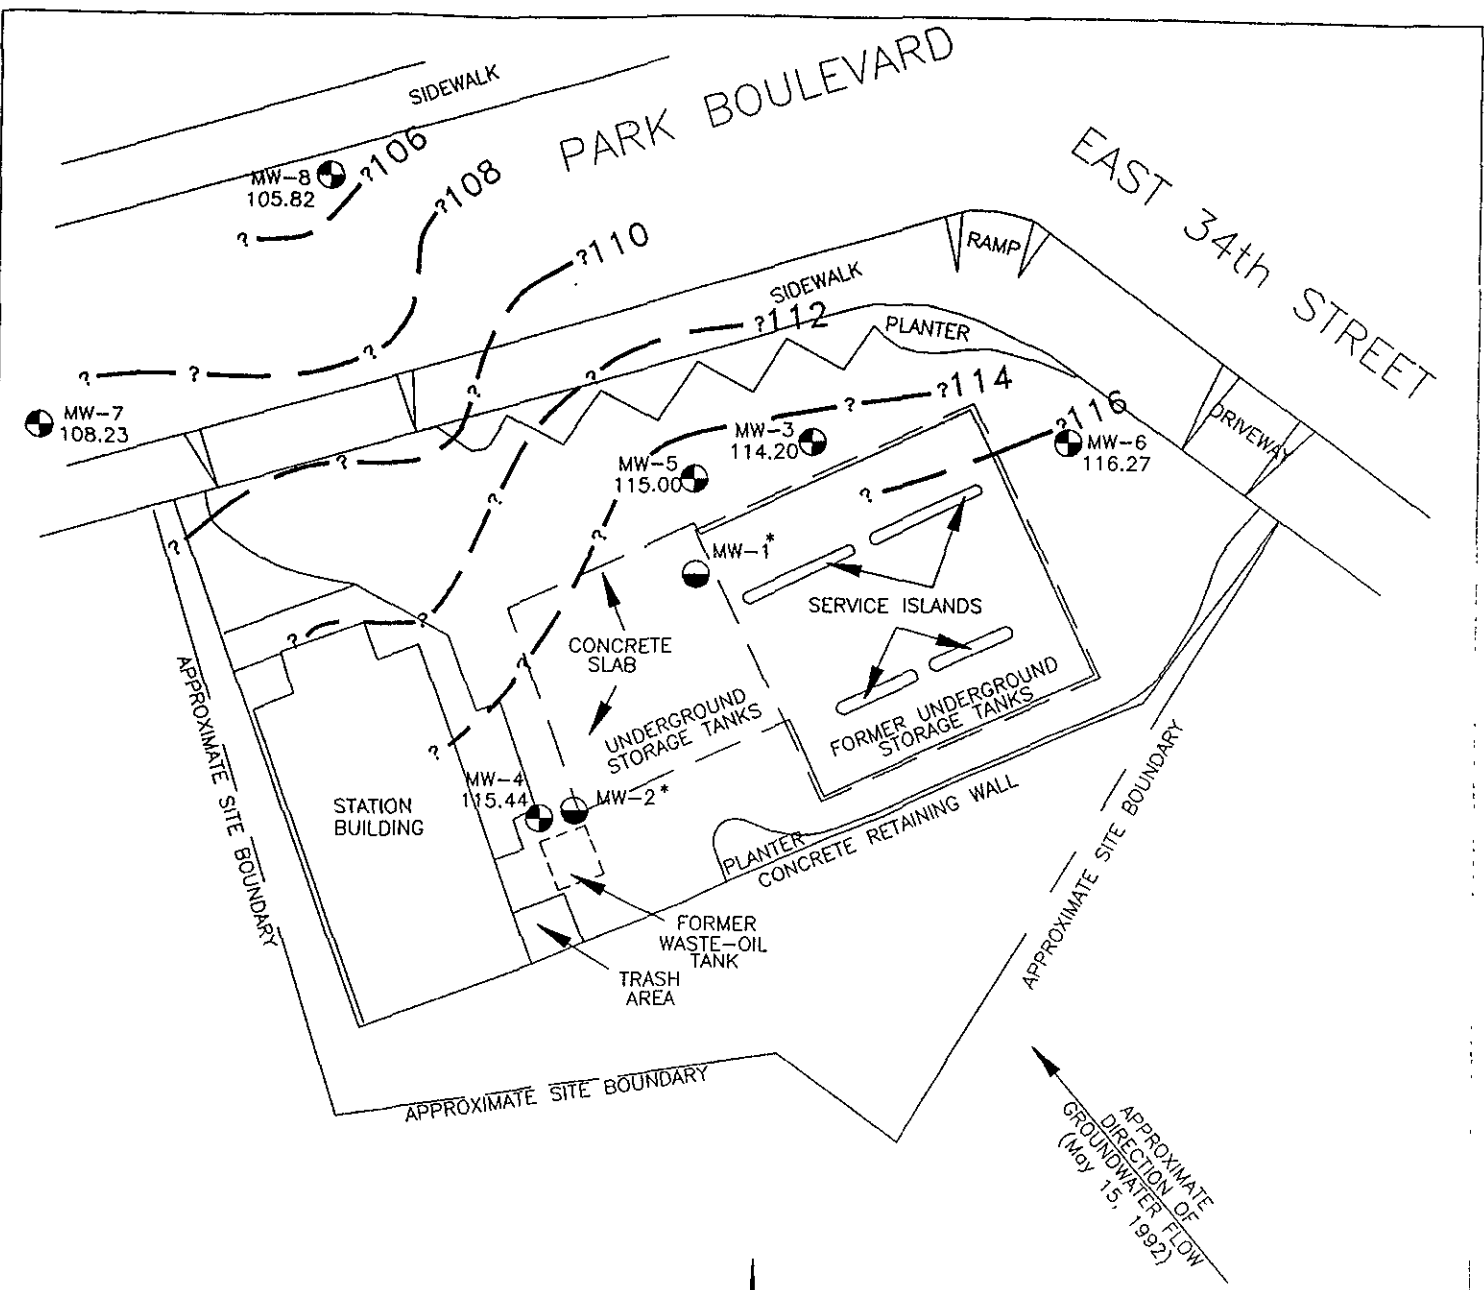 SIDEWALK
PARK BOULEVARD
EAST 34th STREET
MW-8
105.82
?106
?
?108
?
?
?
?110
?
?
?
?112
?
?
?
?
?114
?
?
?
?
?116
?
RAMP
SIDEWALK
PLANTER
DRIVEWAY
MW-7
108.23
MW-3
114.20
MW-5
115.00
MW-6
116.27
MW-1*
SERVICE ISLANDS
CONCRETE
SLAB
UNDERGROUND
STORAGE TANKS
FORMER UNDERGROUND
STORAGE TANKS
APPROXIMATE SITE BOUNDARY
STATION
BUILDING
MW-4
115.44
MW-2*
PLANTER
CONCRETE RETAINING WALL
APPROXIMATE SITE BOUNDARY
FORMER
WASTE-OIL
TANK
TRASH
AREA
APPROXIMATE SITE BOUNDARY
APPROXIMATE
DIRECTION OF
GROUNDWATER FLOW
(May 15, 1992)